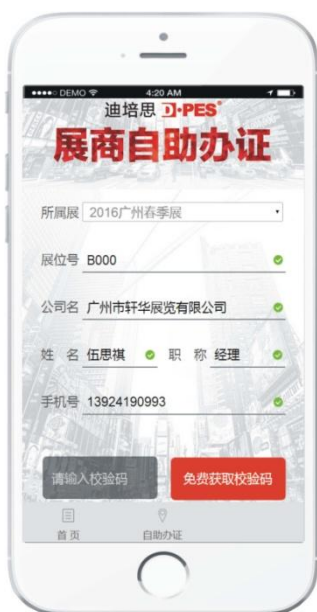 DEMO 4:20 AM
迪培思 D·PES®
展商自助办证
所属展 2016广州春季展
展位号 B000
公司名 广州市轩华展览有限公司
姓 名 伍思祺 职 称 经理
手机号 13924190993
请输入校验码 免费获取校验码
首 页 自助办证